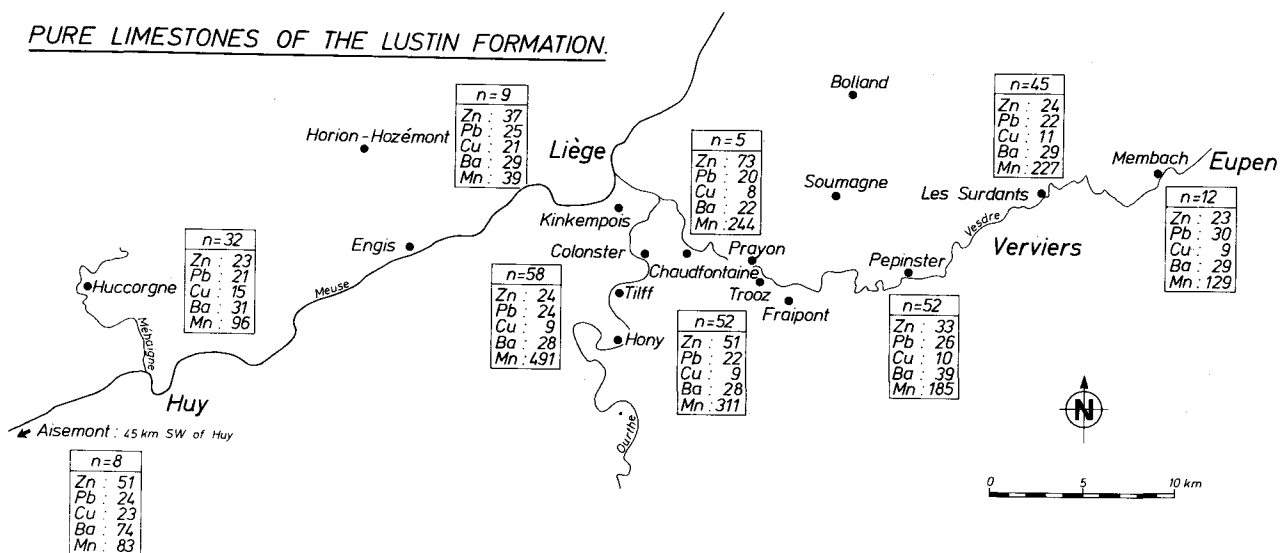 PURE LIMESTONES OF THE LUSTIN FORMATION.
n=9
Zn : 37
Pb : 25
Cu : 21
Ba : 29
Mn : 39
Horion-Hozémont
Liège
Bolland
n=45
Zn : 24
Pb : 22
Cu : 11
Ba : 29
Mn : 227
n=5
Zn : 73
Pb : 20
Cu : 8
Ba : 22
Mn : 244
Soumagne
Les Surdants
Membach
Eupen
Kinkempois
Vesdre
Verviers
n=12
Zn : 23
Pb : 30
Cu : 9
Ba : 29
Mn : 129
n=32
Zn : 23
Pb : 21
Cu : 15
Ba : 31
Mn : 96
Engis
Colonster
Chaudfontaine
Prayon
Pepinster
Huccorgne
Meuse
n=58
Zn : 24
Pb : 24
Cu : 9
Ba : 28
Mn : 491
Tilff
Trooz
Fraipont
Méhaigne
Hony
n=52
Zn : 51
Pb : 22
Cu : 9
Ba : 28
Mn : 311
n=52
Zn : 33
Pb : 26
Cu : 10
Ba : 39
Mn : 185
Huy
Ourthe
N
Aisemont : 45 km SW of Huy
n=8
Zn : 51
Pb : 24
Cu : 23
Ba : 74
Mn : 83
0 5 10 km